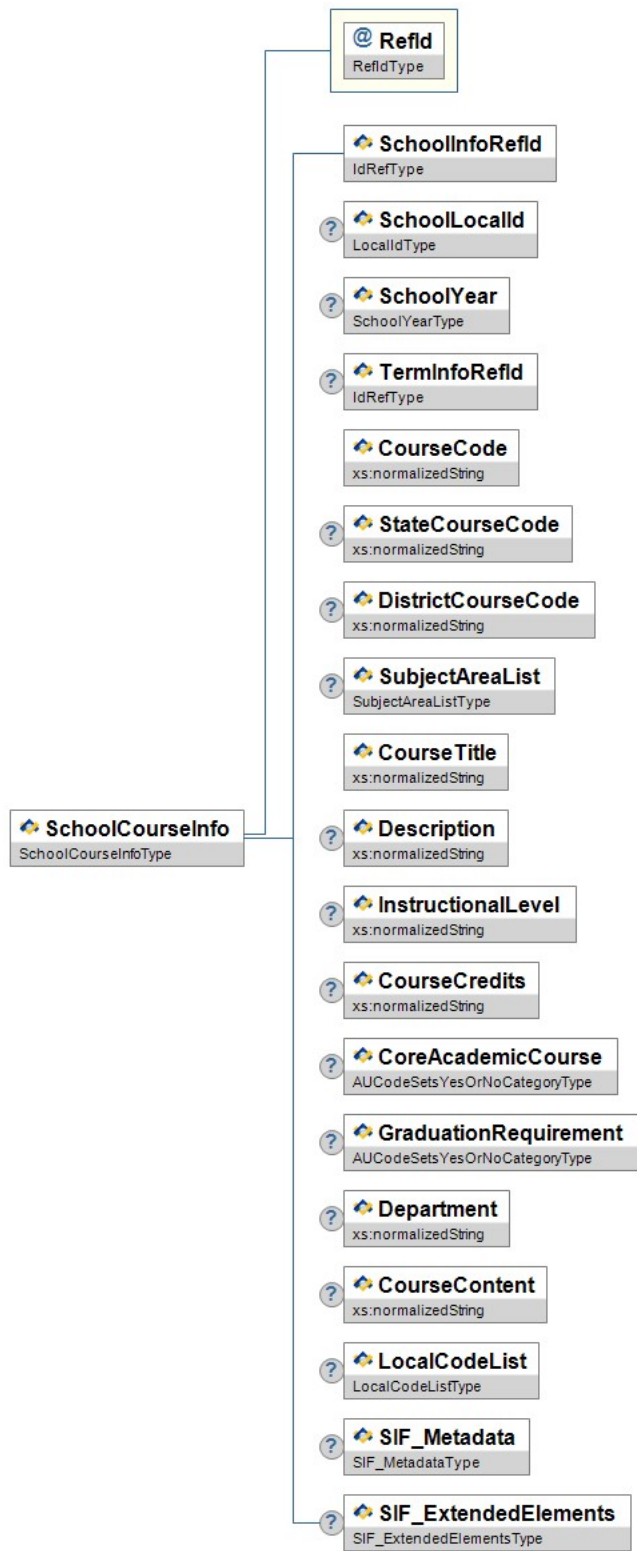 @ RefId
RefIdType
SchoolInfoRefId
IdRefType
? SchoolLocalId
LocalIdType
? SchoolYear
SchoolYearType
? TermInfoRefId
IdRefType
CourseCode
xs:normalizedString
? StateCourseCode
xs:normalizedString
? DistrictCourseCode
xs:normalizedString
? SubjectAreaList
SubjectAreaListType
CourseTitle
xs:normalizedString
SchoolCourseInfo
SchoolCourseInfoType
? Description
xs:normalizedString
? InstructionalLevel
xs:normalizedString
? CourseCredits
xs:normalizedString
? CoreAcademicCourse
AUCodeSetsYesOrNoCategoryType
? GraduationRequirement
AUCodeSetsYesOrNoCategoryType
? Department
xs:normalizedString
? CourseContent
xs:normalizedString
? LocalCodeList
LocalCodeListType
? SIF_Metadata
SIF_MetadataType
? SIF_ExtendedElements
SIF_ExtendedElementsType